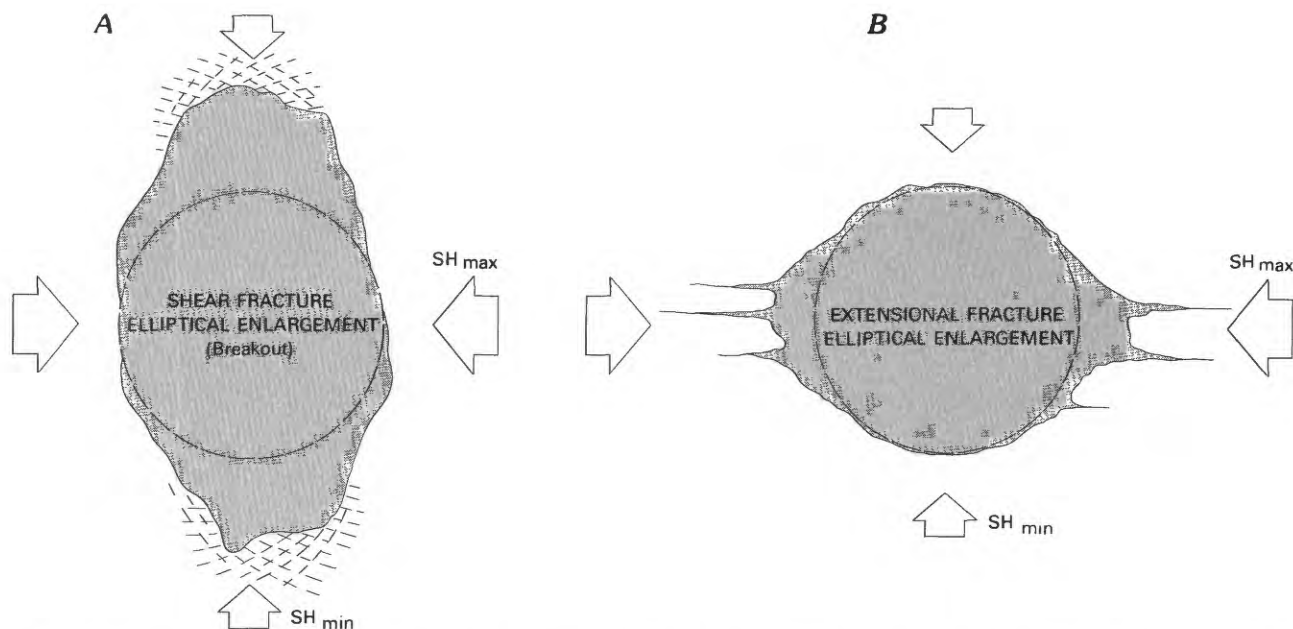 A
SH max
SHEAR FRACTURE
ELLIPTICAL ENLARGEMENT
(Breakout)
SH min
B
SH max
EXTENSIONAL FRACTURE
ELLIPTICAL ENLARGEMENT
SH min